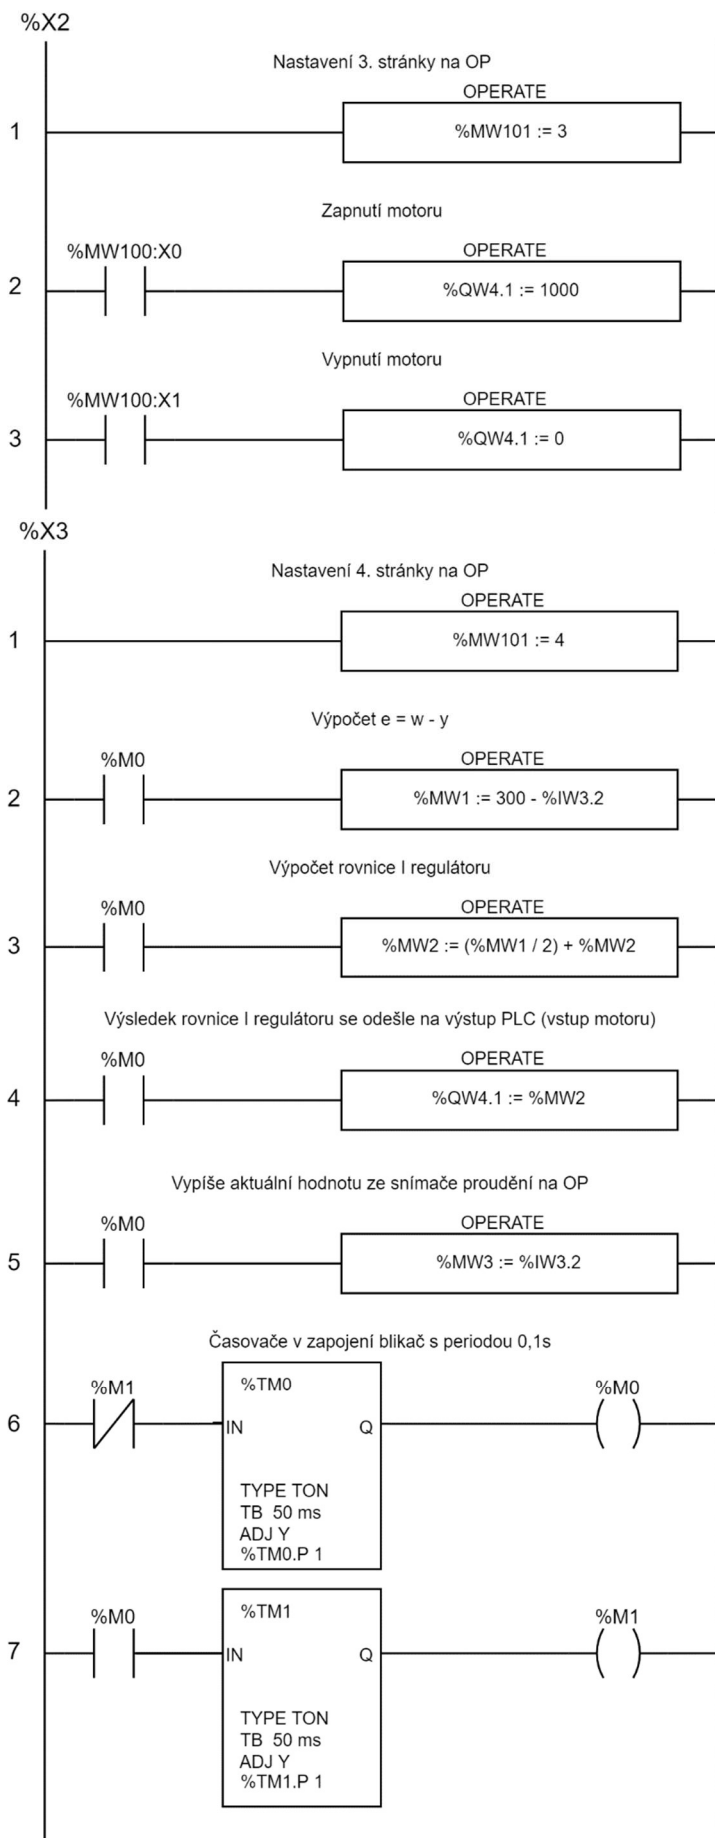 %X2
Nastavení 3. stránky na OP
OPERATE
1
%MW101 := 3
Zapnutí motoru
%MW100:X0
OPERATE
2
%QW4.1 := 1000
Vypnutí motoru
%MW100:X1
OPERATE
3
%QW4.1 := 0
%X3
Nastavení 4. stránky na OP
OPERATE
1
%MW101 := 4
Výpočet e = w - y
%M0
OPERATE
2
%MW1 := 300 - %IW3.2
Výpočet rovnice I regulátoru
%M0
OPERATE
3
%MW2 := (%MW1 / 2) + %MW2
Výsledek rovnice I regulátoru se odešle na výstup PLC (vstup motoru)
%M0
OPERATE
4
%QW4.1 := %MW2
Vypíše aktuální hodnotu ze snímače proudění na OP
%M0
OPERATE
5
%MW3 := %IW3.2
Časovače v zapojení blikač s periodou 0,1s
%M1
%TM0
%M0
6
IN
Q
TYPE TON
TB 50 ms
ADJ Y
%TM0.P 1
%M0
%TM1
%M1
7
IN
Q
TYPE TON
TB 50 ms
ADJ Y
%TM1.P 1